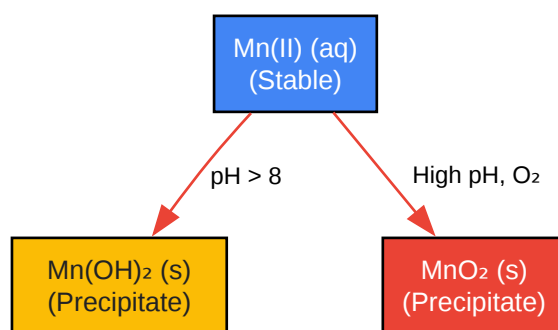 Mn(II) (aq)
(Stable)
pH > 8
High pH, O₂
Mn(OH)₂ (s)
(Precipitate)
MnO₂ (s)
(Precipitate)